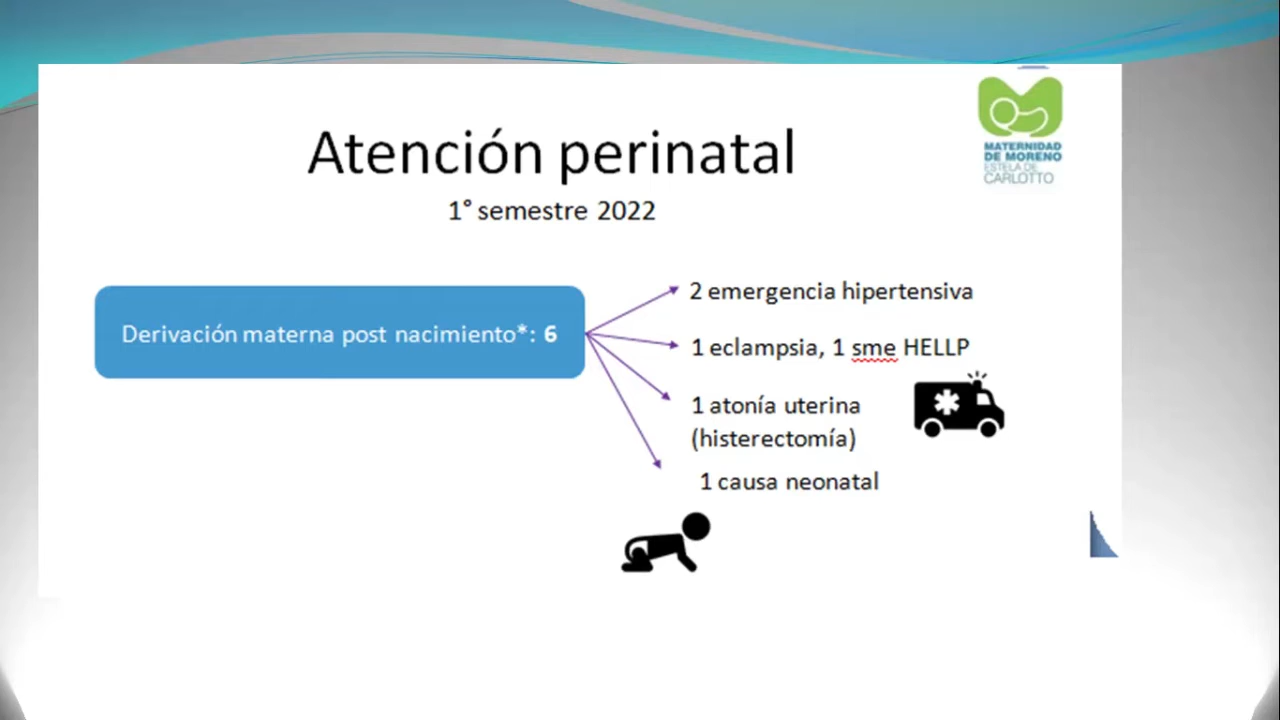 Atención perinatal
1° semestre 2022
MATERNIDAD
DE MORENO
ESTELA DE
CARLOTTO
Derivación materna post nacimiento*: 6
2 emergencia hipertensiva
1 eclampsia, 1 sme HELLP
1 atonía uterina
(histerectomía)
1 causa neonatal